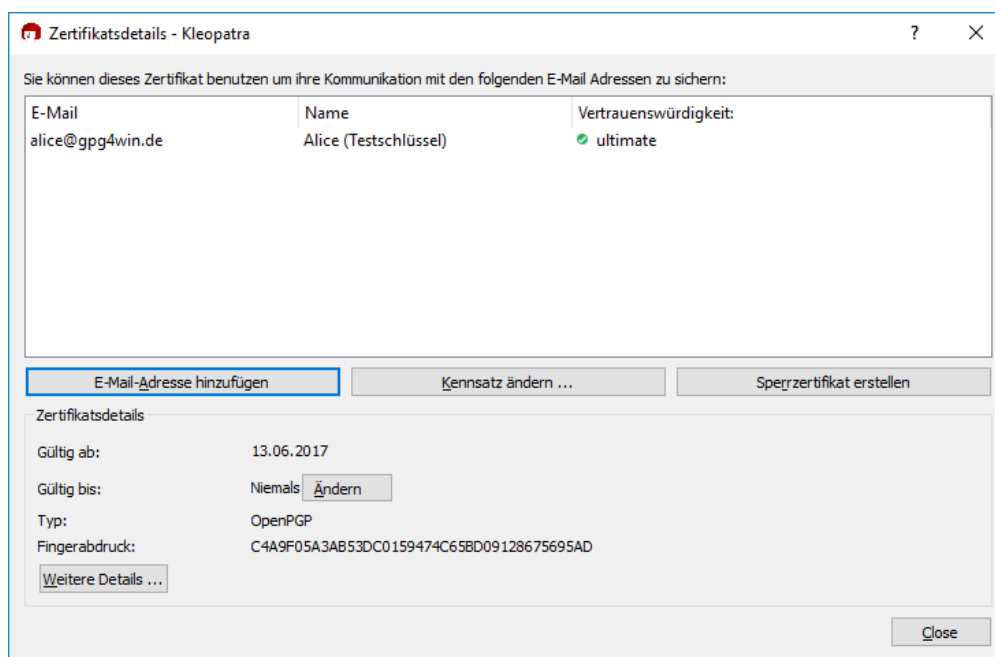 Zertifikatsdetails - Kleopatra
Sie können dieses Zertifikat benutzen um ihre Kommunikation mit den folgenden E-Mail Adressen zu sichern:
E-Mail Name Vertrauenswürdigkeit:
alice@gpg4win.de Alice (Testschlüssel) ultimate
E-Mail-Adresse hinzufügen Kennsatz ändern ... Sperrzertifikat erstellen
Zertifikatsdetails
Gültig ab: 13.06.2017
Gültig bis: Niemals Ändern
Typ: OpenPGP
Fingerabdruck: C4A9F05A3AB53DC0159474C65BD09128675695AD
Weitere Details ...
Close